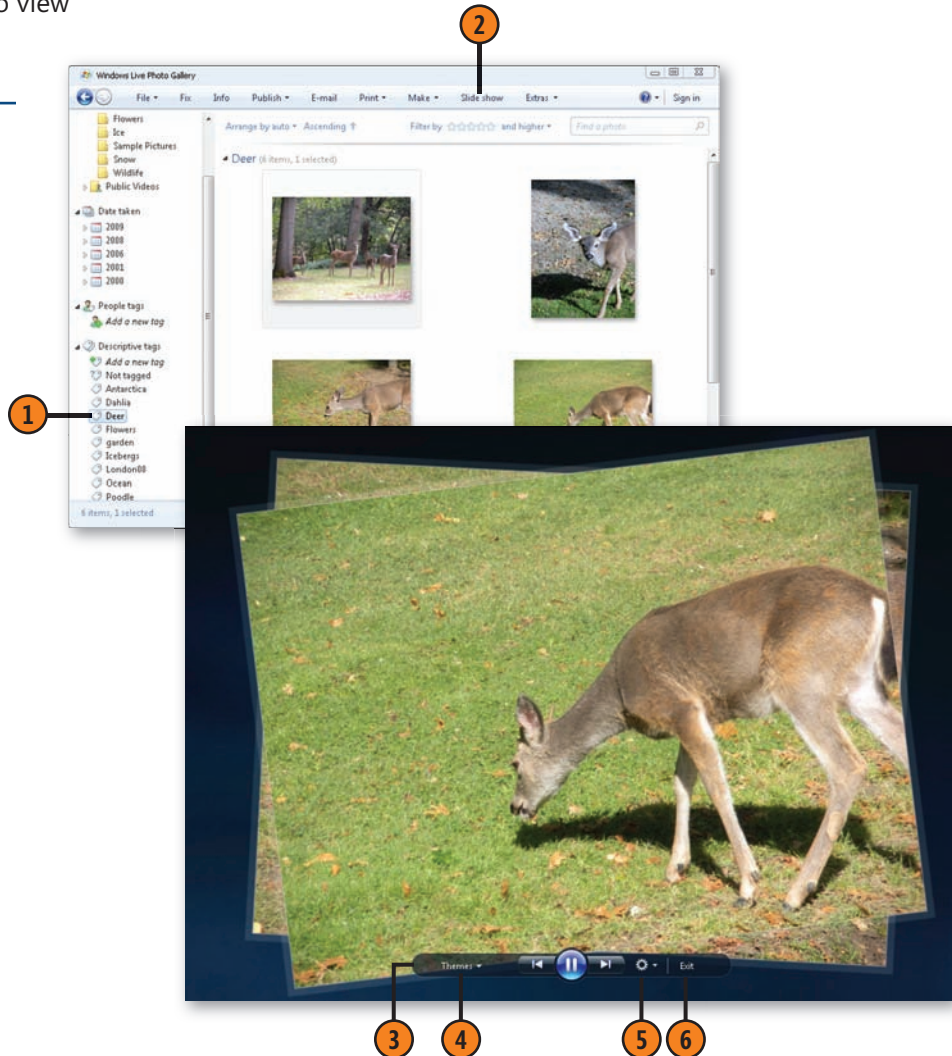 o view
2
Windows Live Photo Gallery
File Fix Info Publish E-mail Print Make Slide show Extras Sign in
Flowers
Ice
Sample Pictures
Snow
Wildlife
Public Videos
Date taken
2009
2008
2006
2001
2000
People tags
Add a new tag
Descriptive tags
Add a new tag
Not tagged
Antarctica
Dahlia
Deer
Flowers
garden
Icebergs
London08
Ocean
Poodle
6 items, 1 selected
Arrange by auto Ascending Filter by and higher Find a photo
Deer (6 items, 1 selected)
1
Themes Exit
3 4 5 6